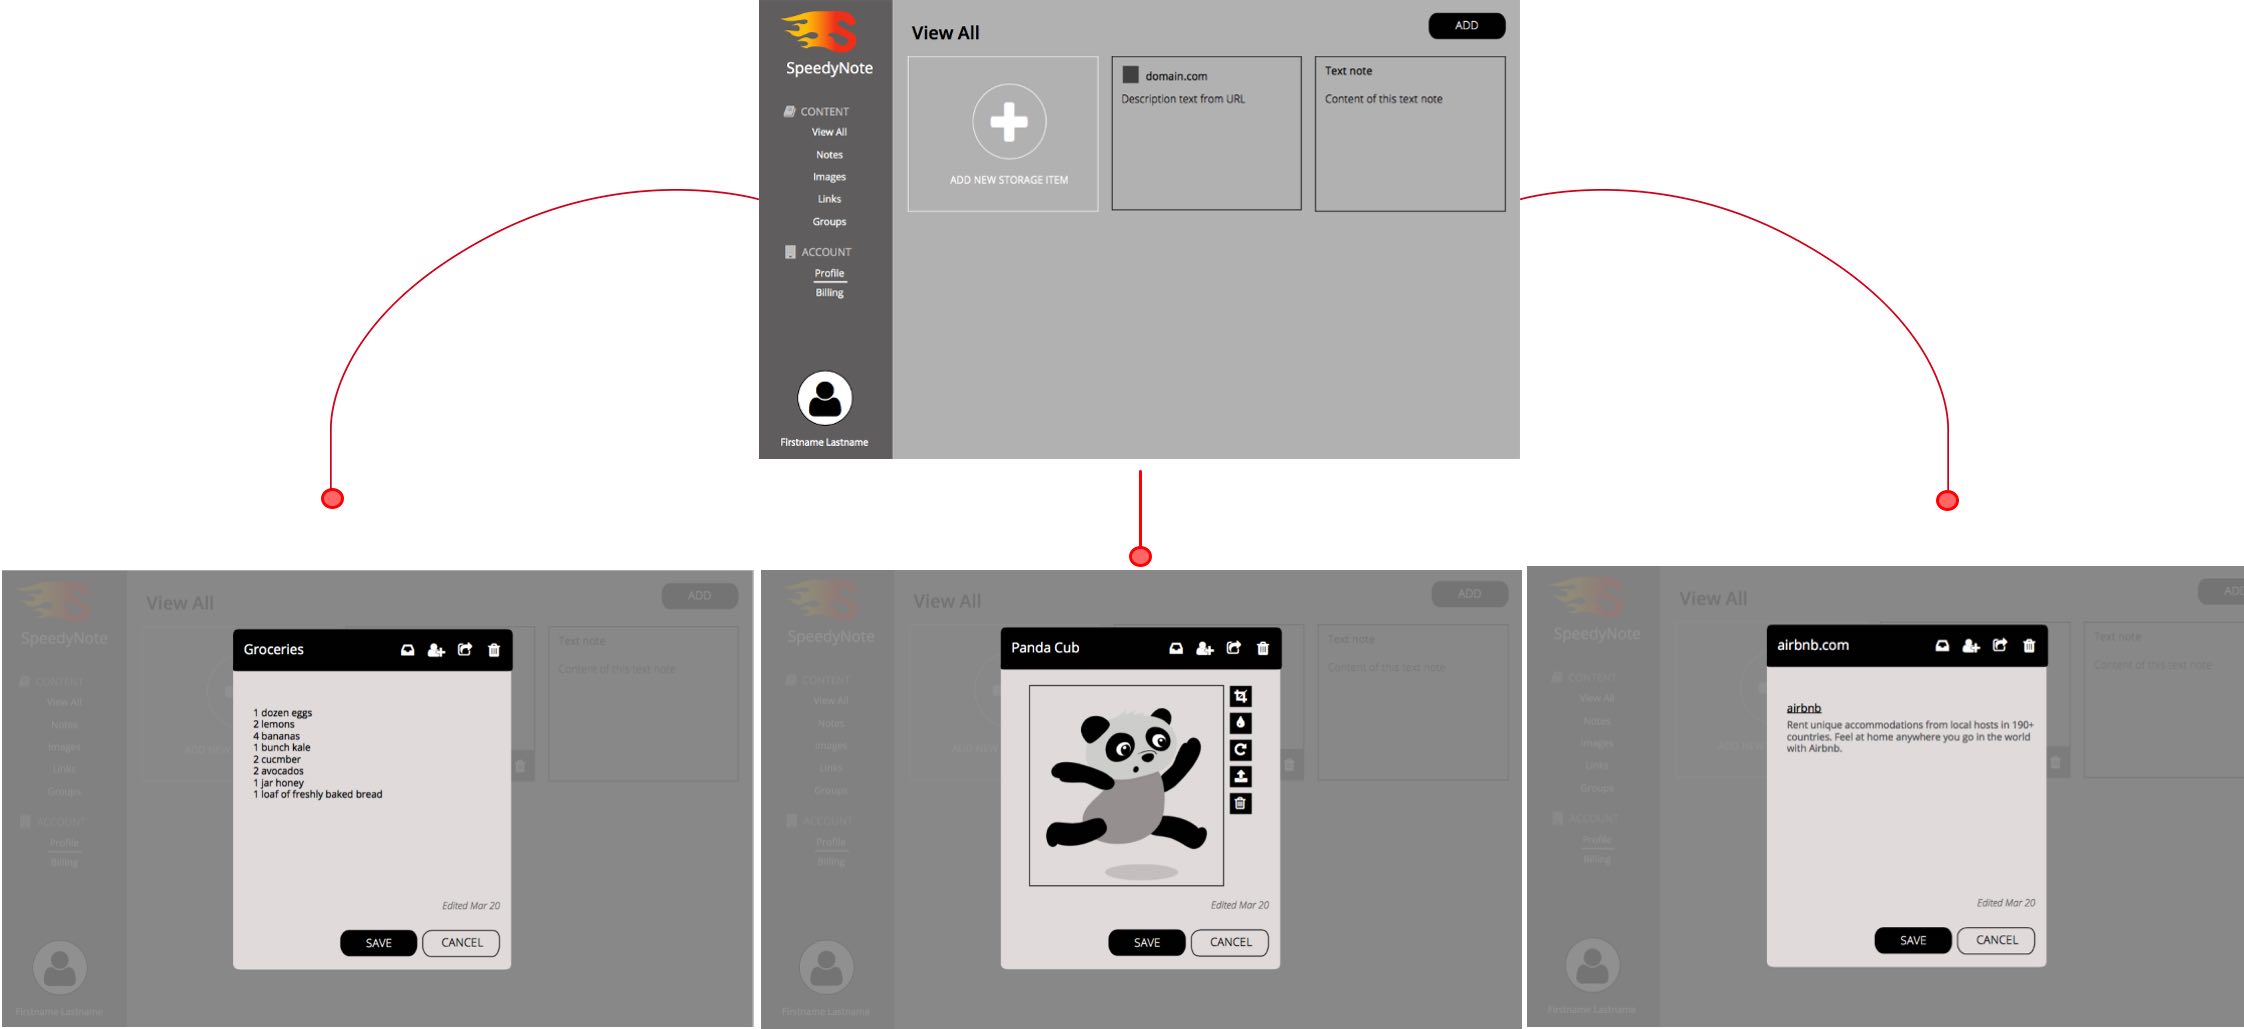 SpeedyNote
CONTENT
View All
Notes
Images
Links
Groups
ACCOUNT
Profile
Billing
Firstname Lastname
View All
ADD
ADD NEW STORAGE ITEM
domain.com
Description text from URL
Text note
Content of this text note
SpeedyNote
CONTENT
View All
Notes
Images
Links
Groups
ACCOUNT
Profile
Billing
Firstname Lastname
View All
ADD
ADD NEW
Text note
Content of this text note
Groceries
1 dozen eggs
2 lemons
4 bananas
1 bunch kale
2 cucmber
2 avocados
1 jar honey
1 loaf of freshly baked bread
Edited Mar 20
SAVE
CANCEL
SpeedyNote
CONTENT
View All
Notes
Images
Links
Groups
ACCOUNT
Profile
Billing
Firstname Lastname
View All
ADD
ADD NEW
Text note
Content of this text note
Panda Cub
Edited Mar 20
SAVE
CANCEL
SpeedyNote
CONTENT
View All
Notes
Images
Links
Groups
ACCOUNT
Profile
Billing
Firstname Lastname
View All
ADD
ADD NEW
Text note
Content of this text note
airbnb.com
airbnb
Rent unique accommodations from local hosts in 190+
countries. Feel at home anywhere you go in the world
with Airbnb.
Edited Mar 20
SAVE
CANCEL